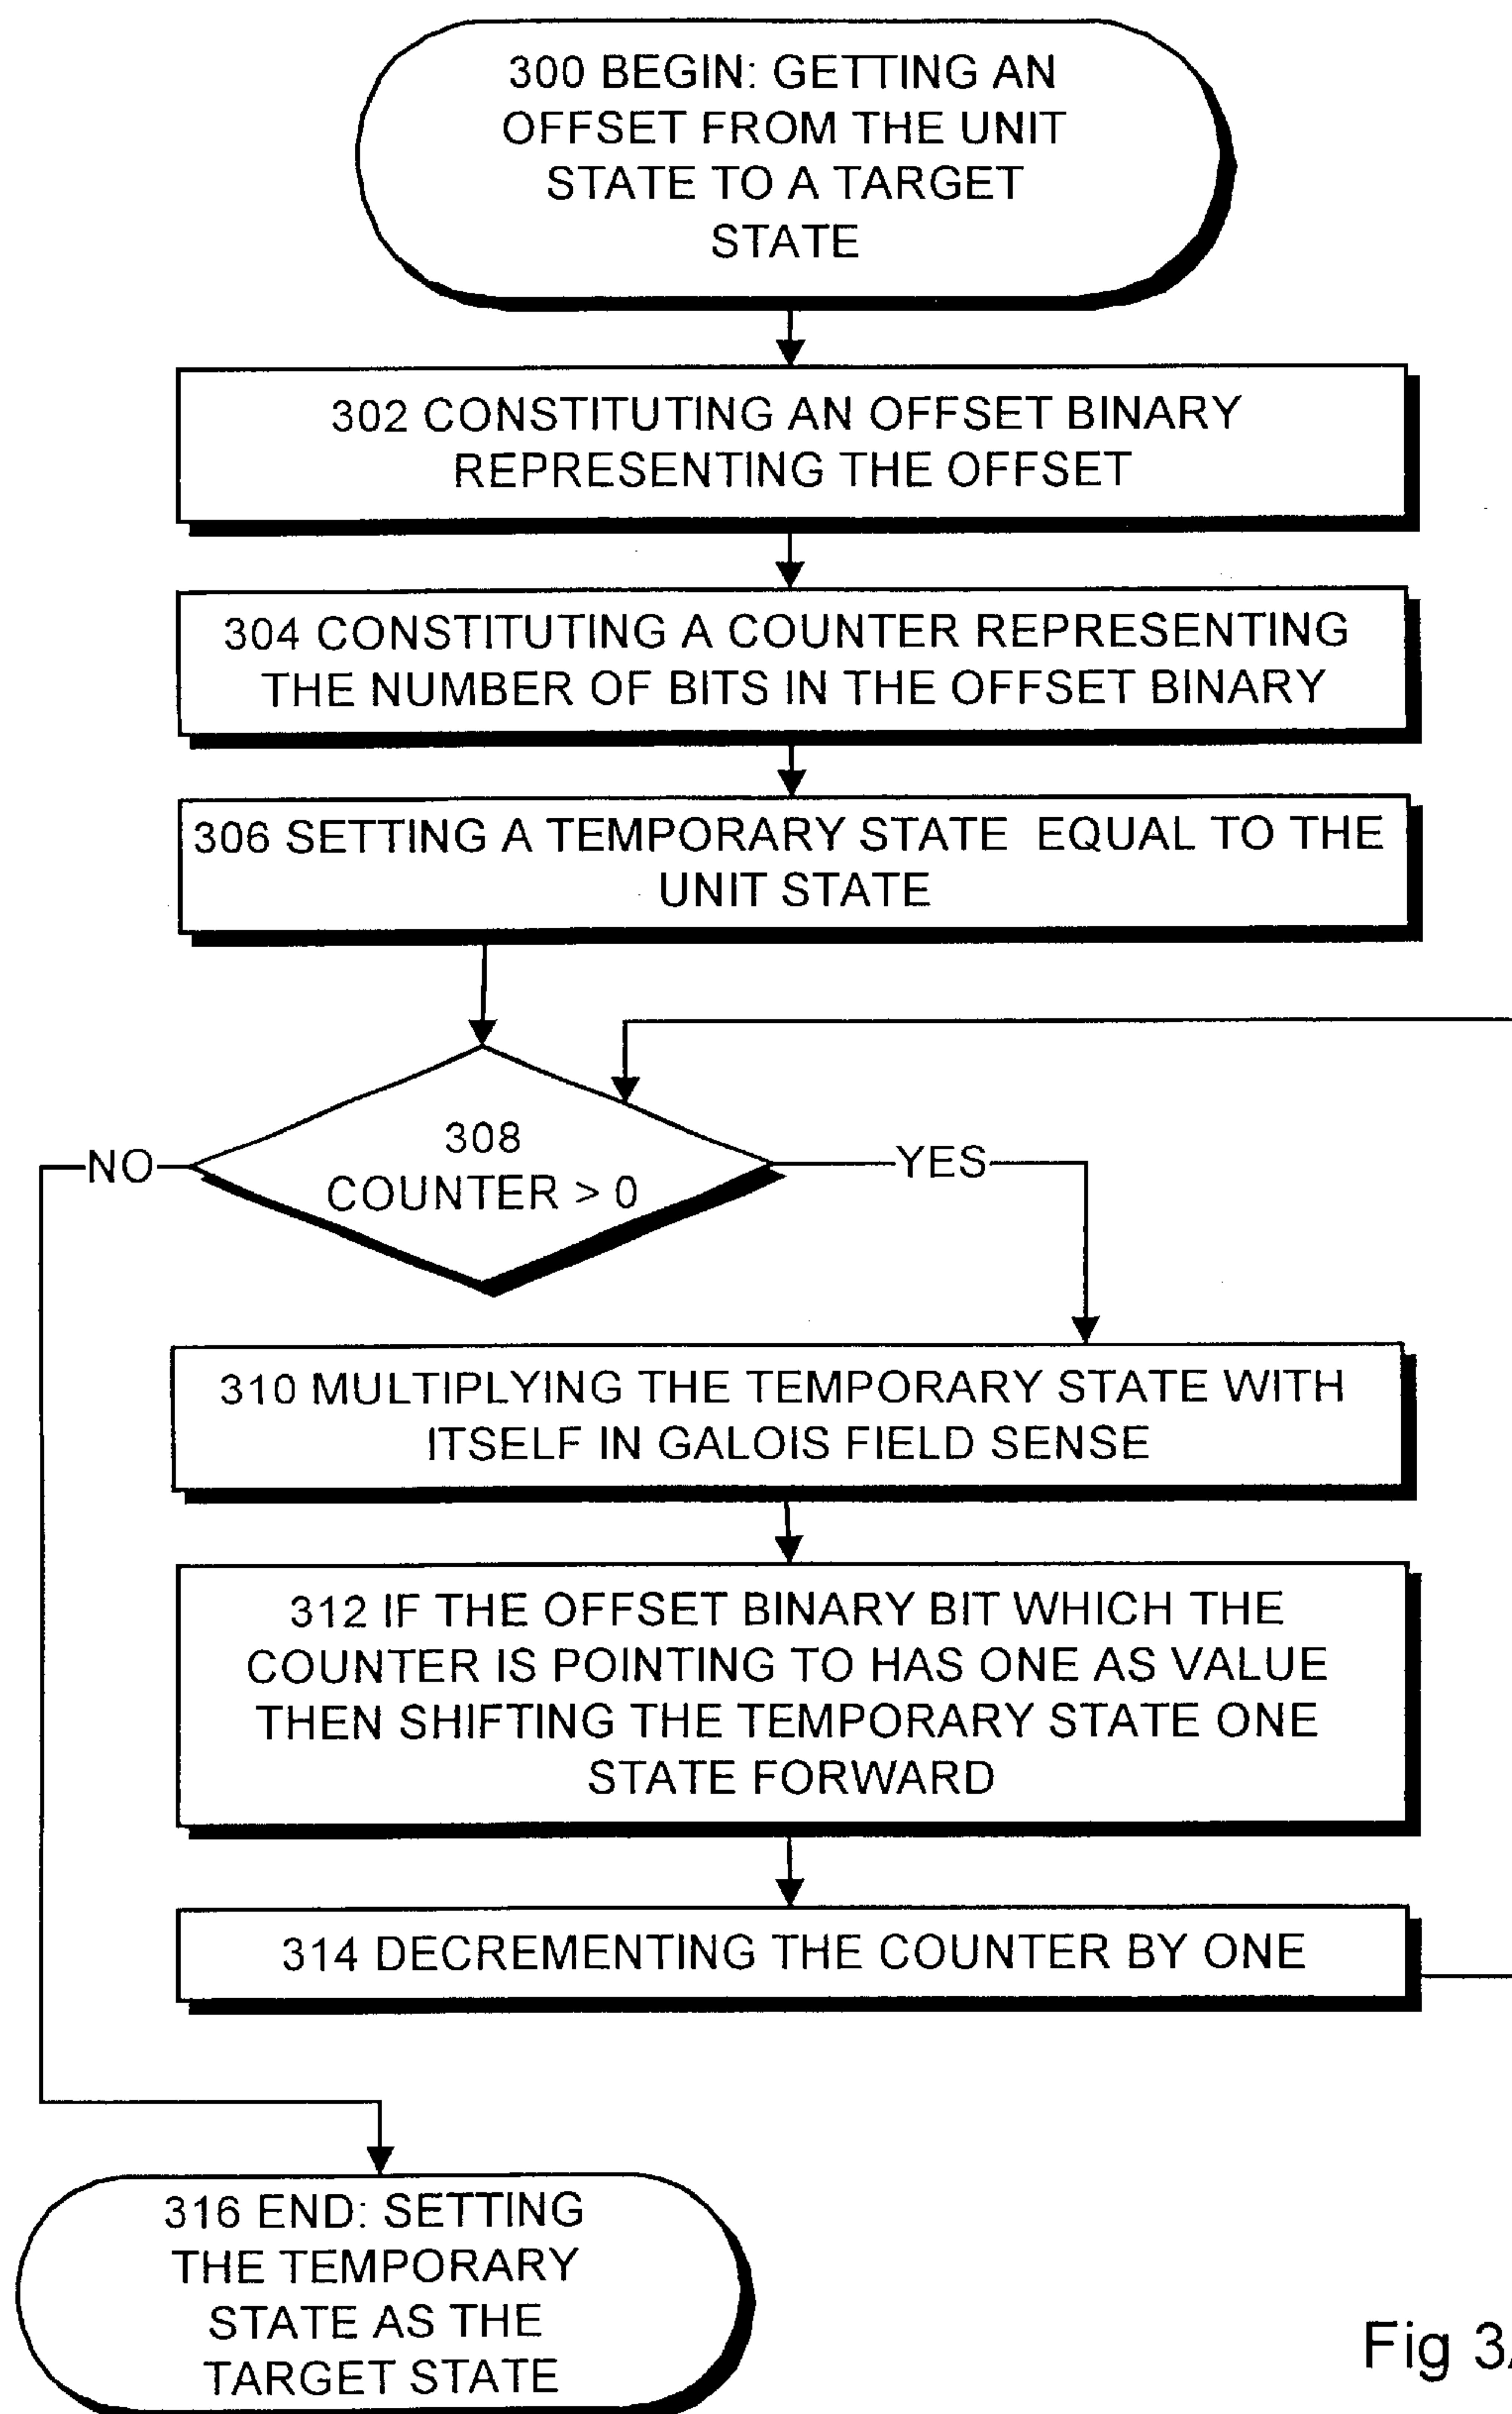 300 BEGIN: GETTING AN
OFFSET FROM THE UNIT
STATE TO A TARGET
STATE
302 CONSTITUTING AN OFFSET BINARY
REPRESENTING THE OFFSET
304 CONSTITUTING A COUNTER REPRESENTING
THE NUMBER OF BITS IN THE OFFSET BINARY
306 SETTING A TEMPORARY STATE EQUAL TO THE
UNIT STATE
308
COUNTER > 0
NO
YES
310 MULTIPLYING THE TEMPORARY STATE WITH
ITSELF IN GALOIS FIELD SENSE
312 IF THE OFFSET BINARY BIT WHICH THE
COUNTER IS POINTING TO HAS ONE AS VALUE
THEN SHIFTING THE TEMPORARY STATE ONE
STATE FORWARD
314 DECREMENTING THE COUNTER BY ONE
316 END: SETTING
THE TEMPORARY
STATE AS THE
TARGET STATE
Fig 3